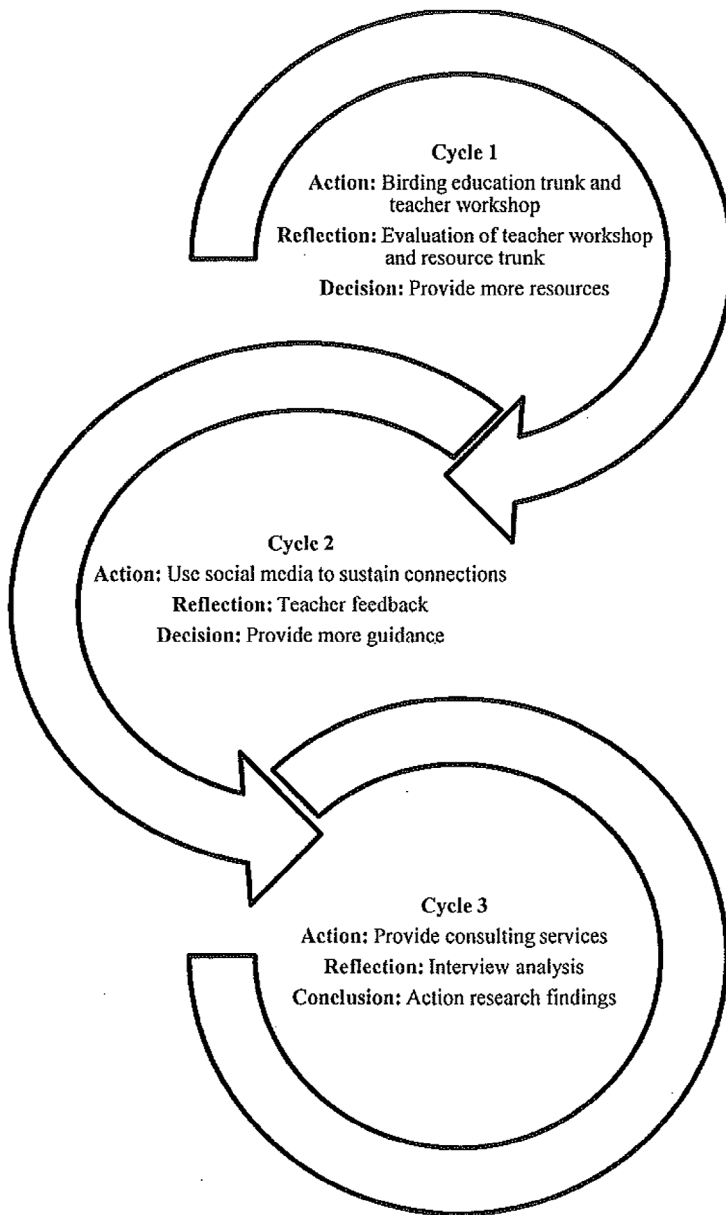 Cycle 1
Action: Birding education trunk and
teacher workshop
Reflection: Evaluation of teacher workshop
and resource trunk
Decision: Provide more resources
Cycle 2
Action: Use social media to sustain connections
Reflection: Teacher feedback
Decision: Provide more guidance
Cycle 3
Action: Provide consulting services
Reflection: Interview analysis
Conclusion: Action research findings